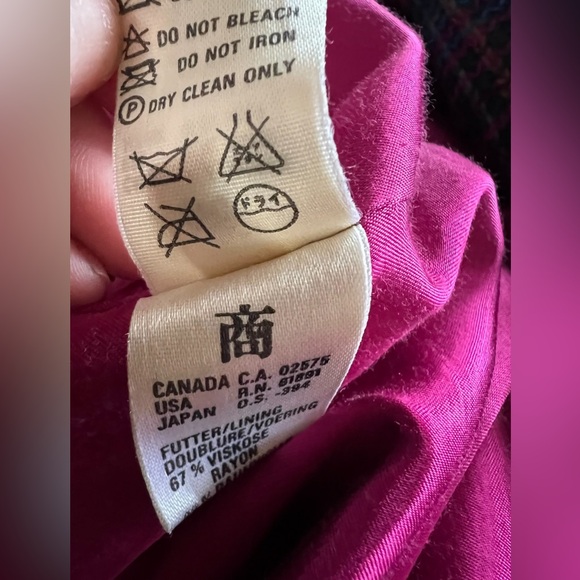 DO NOT BLEACH
DO NOT IRON
P DRY CLEAN ONLY
ドライ
商
CANADA C.A. 02575
USA R.N. 61891
JAPAN O.S. -394
FUTTER/LINING
DOUBLURE/VOERING
67 % VISKOSE
RAYON